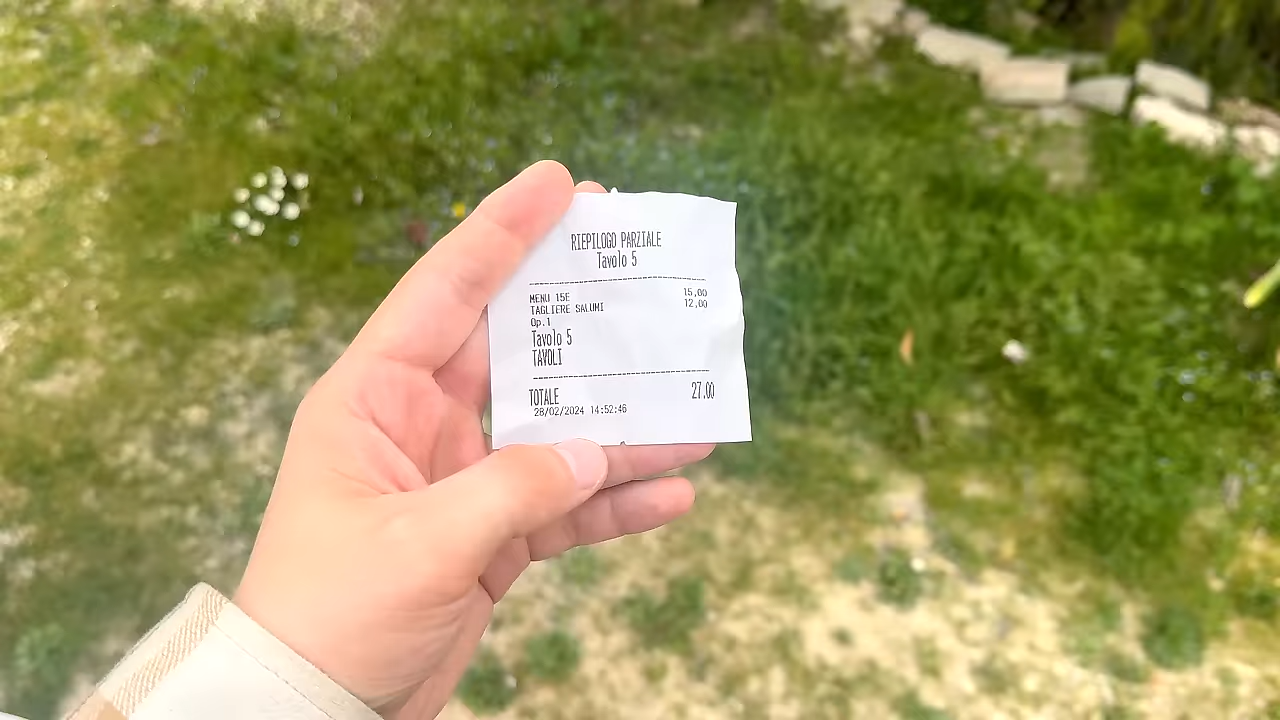 RIEPILOGO PARZIALE
Tavolo 5
MENU 15E 15,00
TAGLIERE SALUMI 12,00
Op.1
Tavolo 5
TAVOLI
TOTALE 27.00
28/02/2024 14:52:46